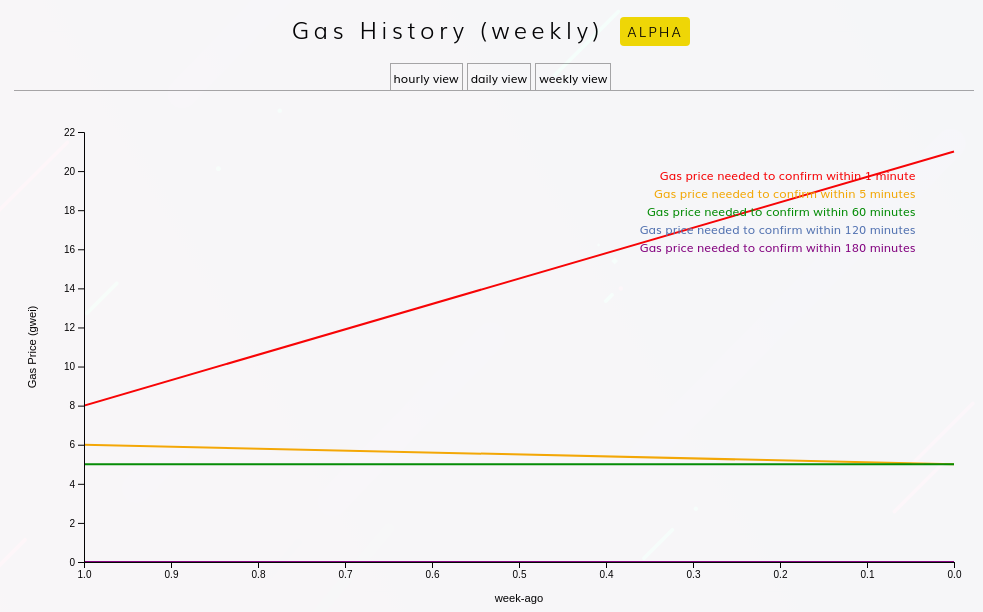 Gas History (weekly) ALPHA
hourly view daily view weekly view
22
20
18
16
14
12
10
8
6
4
2
0
Gas Price (gwei)
Gas price needed to confirm within 1 minute
Gas price needed to confirm within 5 minutes
Gas price needed to confirm within 60 minutes
Gas price needed to confirm within 120 minutes
Gas price needed to confirm within 180 minutes
1.0 0.9 0.8 0.7 0.6 0.5 0.4 0.3 0.2 0.1 0.0
week-ago